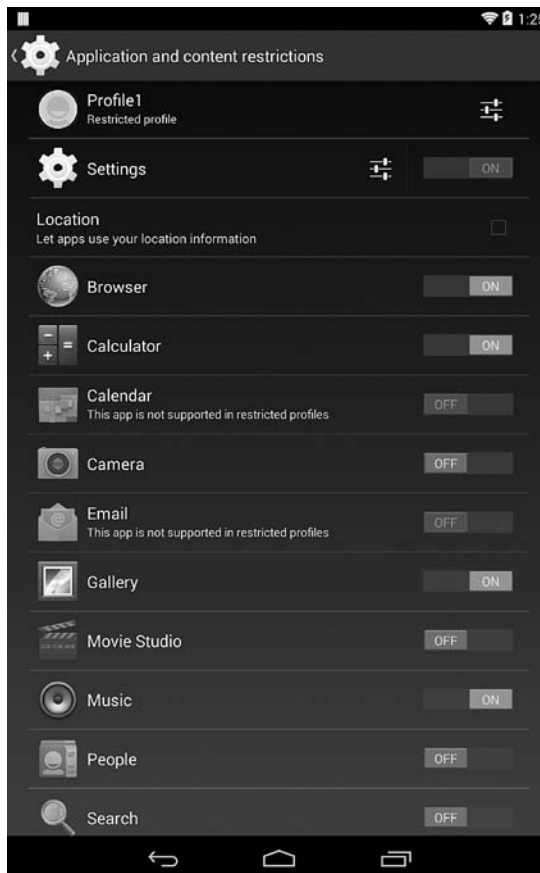 1:25
Application and content restrictions
Profile1
Restricted profile
Settings
ON
Location
Let apps use your location information
Browser
ON
Calculator
ON
Calendar
This app is not supported in restricted profiles
OFF
Camera
OFF
Email
This app is not supported in restricted profiles
OFF
Gallery
ON
Movie Studio
OFF
Music
ON
People
OFF
Search
OFF